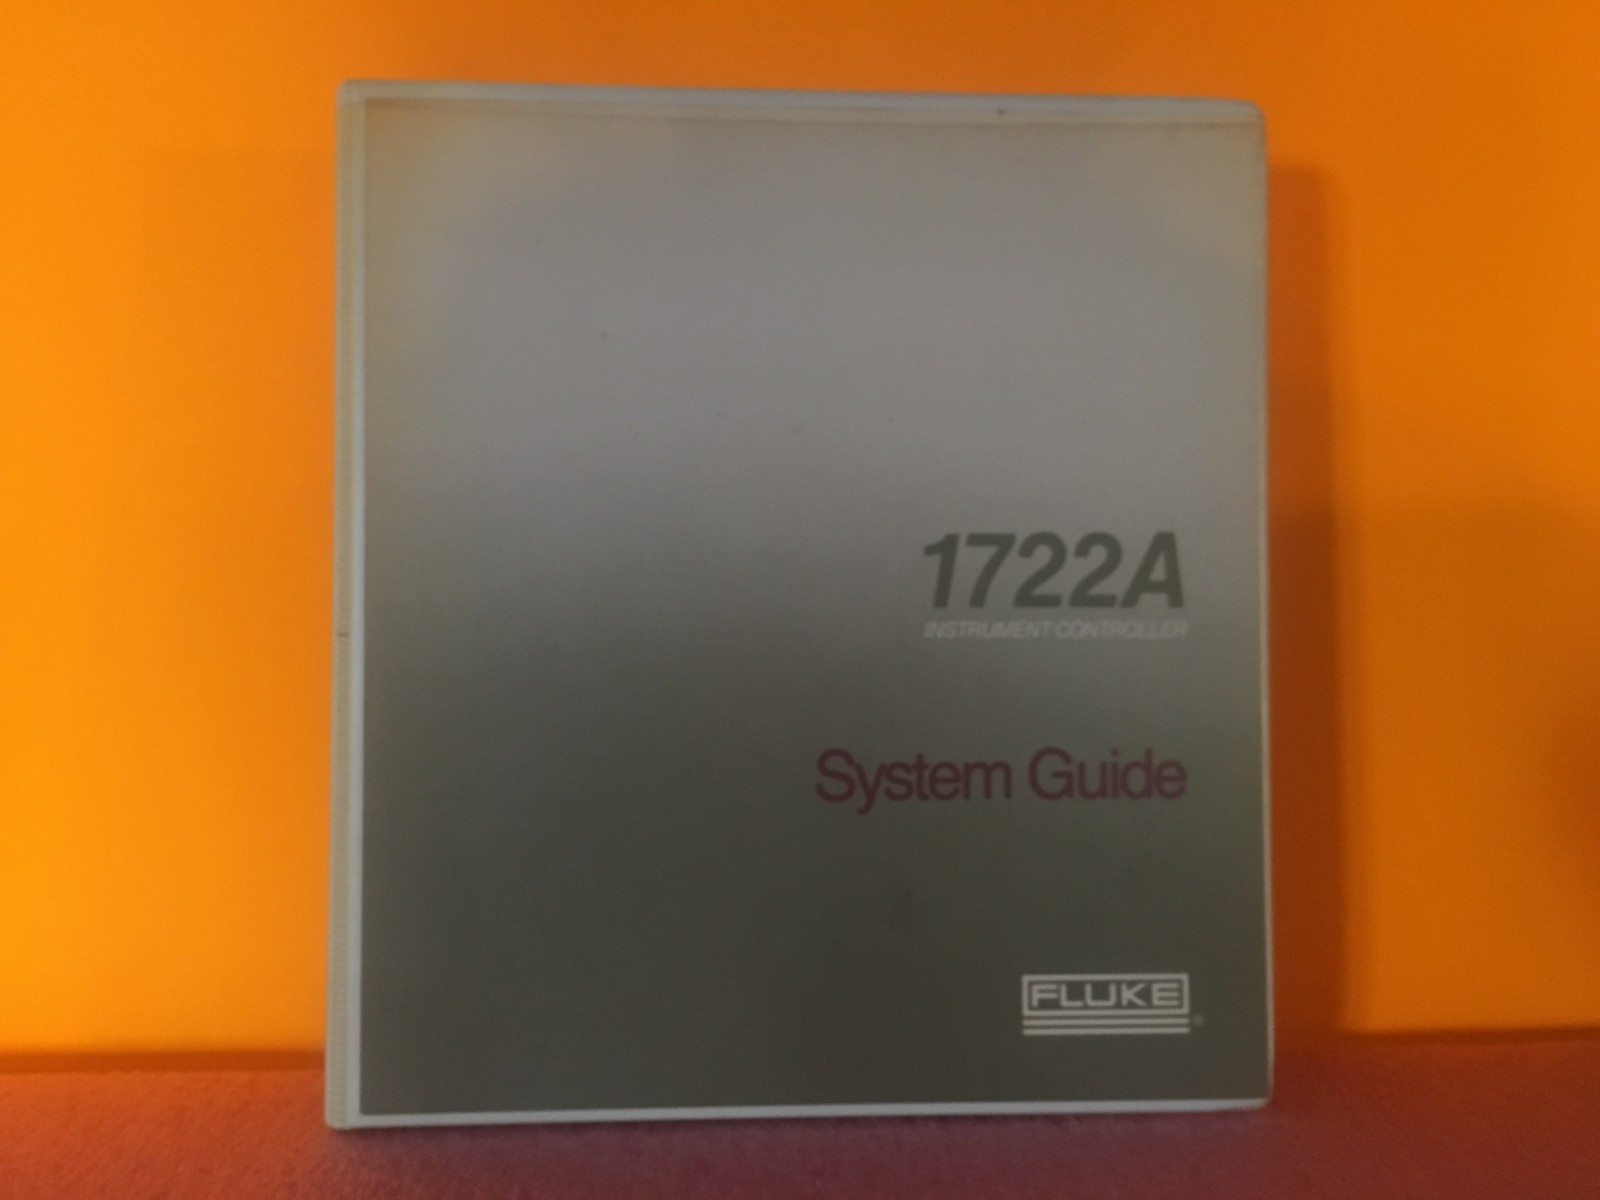 1722A
INSTRUMENT CONTROLLER
System Guide
FLUKE
®